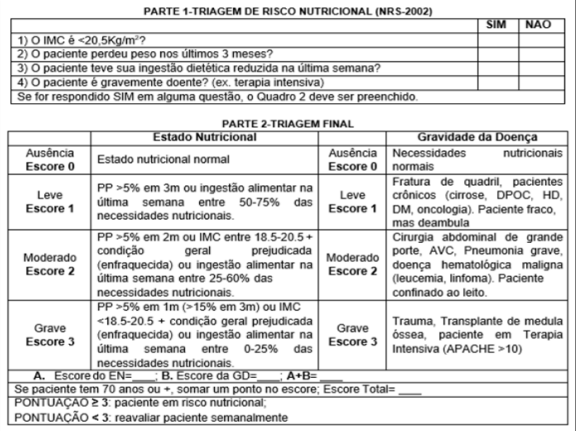 PARTE 1-TRIAGEM DE RISCO NUTRICIONAL (NRS-2002)
SIM NAO
1) O IMC é <20,5Kg/m²?
2) O paciente perdeu peso nos últimos 3 meses?
3) O paciente teve sua ingestão dietética reduzida na última semana?
4) O paciente é gravemente doente? (ex. terapia intensiva)
Se for respondido SIM em alguma questão, o Quadro 2 deve ser preenchido.
PARTE 2-TRIAGEM FINAL
Estado Nutricional
Gravidade da Doença
Ausência
Escore 0
Estado nutricional normal
Ausência
Escore 0
Necessidades nutricionais
normais
Leve
Escore 1
PP >5% em 3m ou ingestão alimentar na
última semana entre 50-75% das
necessidades nutricionais.
Leve
Escore 1
Fratura de quadril, pacientes
crônicos (cirrose, DPOC, HD,
DM, oncologia). Paciente fraco,
mas deambula
Moderado
Escore 2
PP >5% em 2m ou IMC entre 18.5-20.5 +
condição geral prejudicada
(enfraquecida) ou ingestão alimentar na
última semana entre 25-60% das
necessidades nutricionais.
Moderado
Escore 2
Cirurgia abdominal de grande
porte, AVC, Pneumonia grave,
doença hematológica maligna
(leucemia, linfoma). Paciente
confinado ao leito.
Grave
Escore 3
PP >5% em 1m (>15% em 3m) ou IMC
<18.5-20.5 + condição geral prejudicada
(enfraquecida) ou ingestão alimentar na
última semana entre 0-25% das
necessidades nutricionais.
Grave
Escore 3
Trauma, Transplante de medula
óssea, paciente em Terapia
Intensiva (APACHE >10)
A. Escore do EN=____; B. Escore da GD=____; A+B=____
Se paciente tem 70 anos ou +, somar um ponto no escore; Escore Total= ____
PONTUAÇÃO ≥ 3: paciente em risco nutricional;
PONTUAÇÃO < 3: reavaliar paciente semanalmente